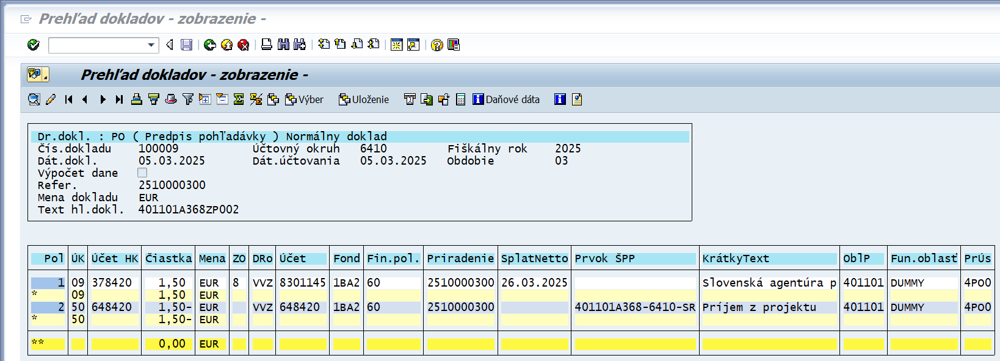 Prehľad dokladov - zobrazenie -
Prehľad dokladov - zobrazenie -
Výber Uloženie Daňové dáta
Dr.dokl. : PO ( Predpis pohľadávky ) Normálny doklad
Čís.dokladu 100009 Účtovný okruh 6410 Fiškálny rok 2025
Dát.dokl. 05.03.2025 Dát.účtovania 05.03.2025 Obdobie 03
Výpočet dane
Refer. 2510000300
Mena dokladu EUR
Text hl.dokl. 401101A368ZP002
Pol ÚK Účet HK Čiastka Mena ZO DRo Účet Fond Fin.pol. Priradenie SplatNetto Prvok ŠPP KrátkyText OblP Fun.oblasť PrÚs
1 09 378420 1,50 EUR 8 VVZ 8301145 1BA2 60 2510000300 26.03.2025 Slovenská agentúra p 401101 DUMMY 4PO0
* 09 1,50 EUR
2 50 648420 1,50- EUR VVZ 648420 1BA2 60 2510000300 401101A368-6410-SR Príjem z projektu 401101 DUMMY 4PO0
* 50 1,50- EUR
** 0,00 EUR